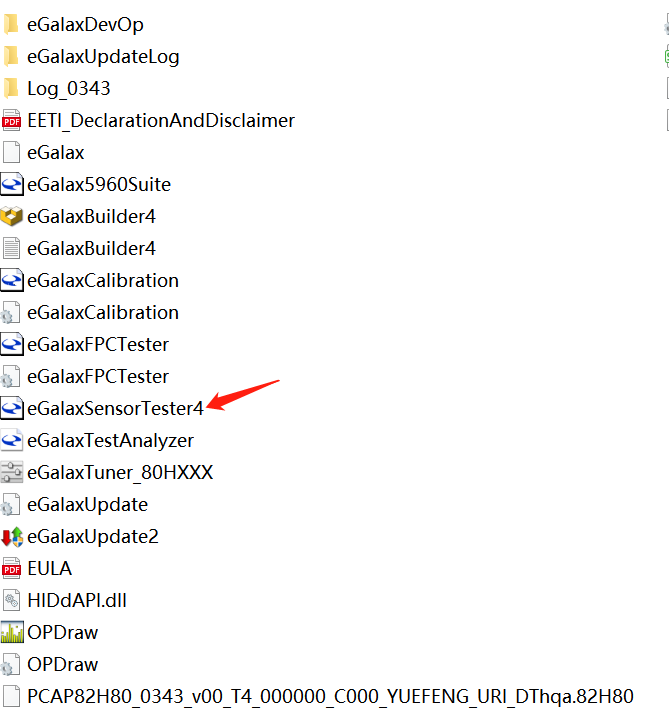 eGalaxDevOp
eGalaxUpdateLog
Log_0343
EETI_DeclarationAndDisclaimer
eGalax
eGalax5960Suite
eGalaxBuilder4
eGalaxBuilder4
eGalaxCalibration
eGalaxCalibration
eGalaxFPCTester
eGalaxFPCTester
eGalaxSensorTester4
eGalaxTestAnalyzer
eGalaxTuner_80HXXX
eGalaxUpdate
eGalaxUpdate2
EULA
HIDdAPI.dll
OPDraw
OPDraw
PCAP82H80_0343_v00_T4_000000_C000_YUEFENG_URI_DThqa.82H80